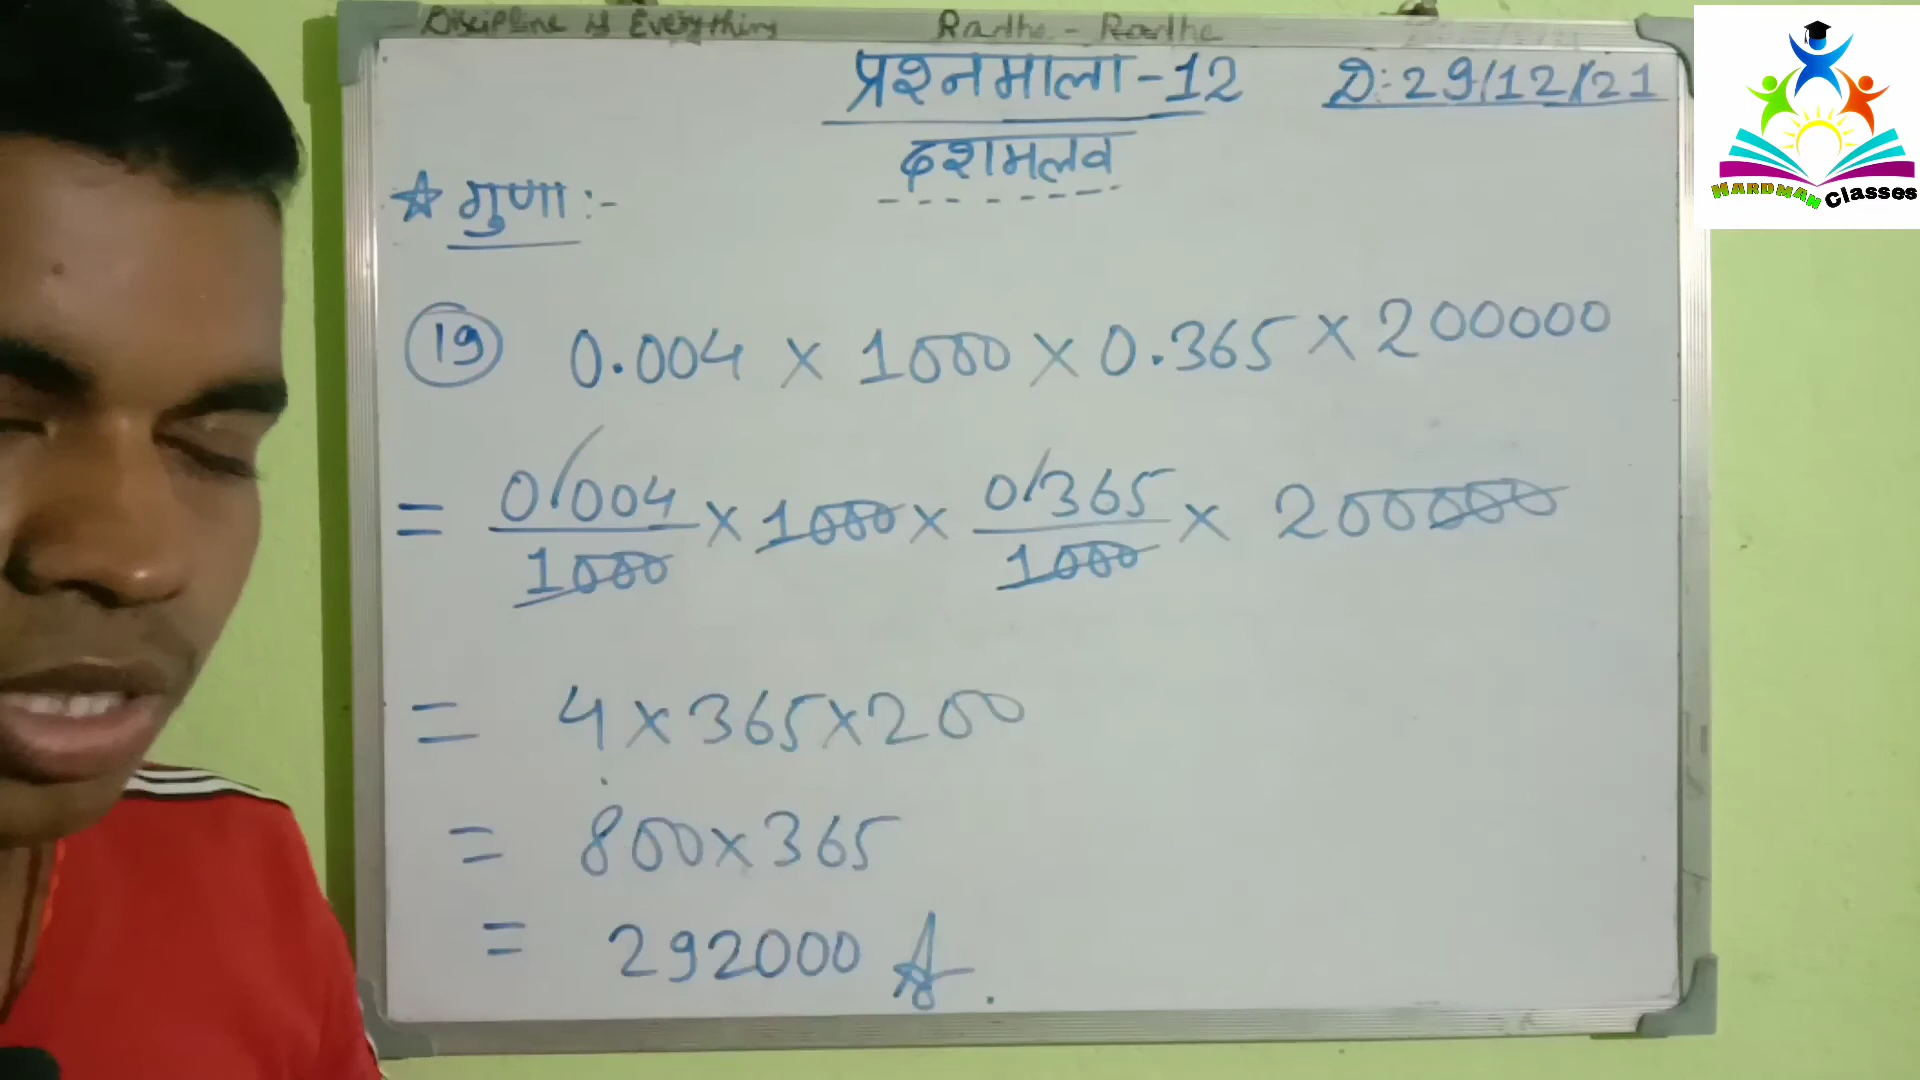 Discipline is Everything Radhe - Radhe
प्रश्नमाला - 12 D:- 29/12/21
दशमलव
☆ गुणा :-
19 0.004 × 1000 × 0.365 × 200000
= 0.004/1000 × 1000 × 0.365/1000 × 200000
= 4 × 365 × 200
= 800 × 365
= 292000 A
HARDMAN Classes